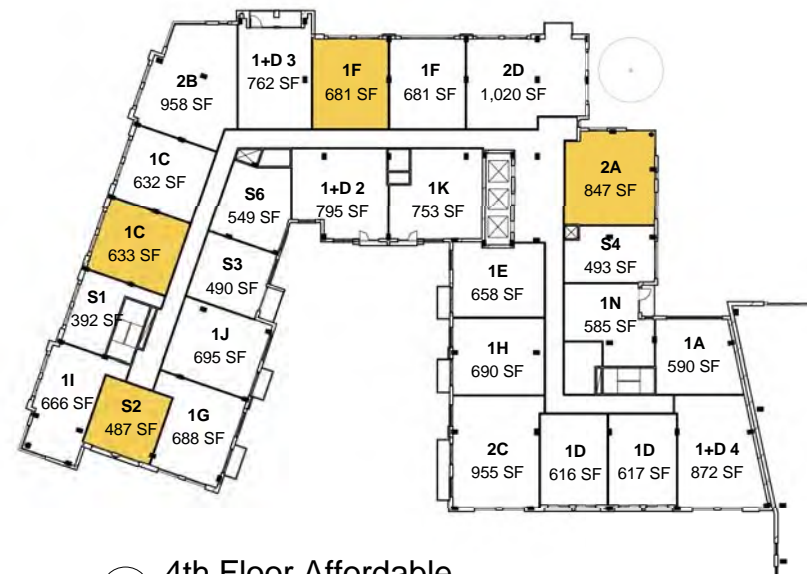 1+D 3
762 SF
1F
681 SF
1F
681 SF
2D
1,020 SF
2B
958 SF
1C
632 SF
1C
633 SF
S1
392 SF
1I
666 SF
S2
487 SF
1G
688 SF
1J
695 SF
S3
490 SF
S6
549 SF
1+D 2
795 SF
1K
753 SF
2A
847 SF
S4
493 SF
1N
585 SF
1A
590 SF
1E
658 SF
1H
690 SF
2C
955 SF
1D
616 SF
1D
617 SF
1+D 4
872 SF
4th Floor Affordable